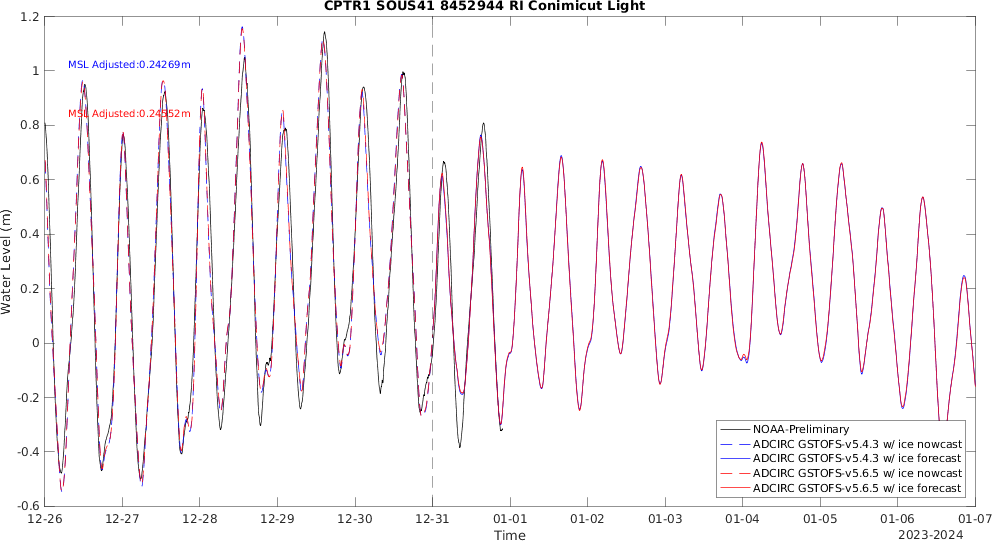 CPTR1 SOUS41 8452944 RI Conimicut Light
1.2
1
0.8
0.6
0.4
0.2
0
-0.2
-0.4
-0.6
Water Level (m)
MSL Adjusted:0.24269m
MSL Adjusted:0.24552m
NOAA-Preliminary
ADCIRC GSTOFS-v5.4.3 w/ ice nowcast
ADCIRC GSTOFS-v5.4.3 w/ ice forecast
ADCIRC GSTOFS-v5.6.5 w/ ice nowcast
ADCIRC GSTOFS-v5.6.5 w/ ice forecast
12-26 12-27 12-28 12-29 12-30 12-31 01-01 01-02 01-03 01-04 01-05 01-06 01-07
Time
2023-2024